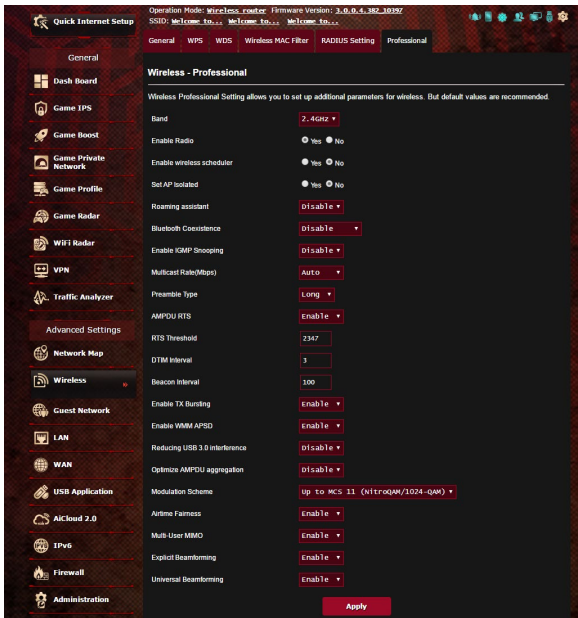 Quick Internet Setup
Operation Mode: Wireless router Firmware Version: 3.0.0.4.382_10397
SSID: Welcome to... Welcome to... Welcome to...
General WPS WDS Wireless MAC Filter RADIUS Setting Professional
General
Dash Board
Game IPS
Game Boost
Game Private
Network
Game Profile
Game Radar
WiFi Radar
VPN
Traffic Analyzer
Advanced Settings
Network Map
Wireless
Guest Network
LAN
WAN
USB Application
AiCloud 2.0
IPv6
Firewall
Administration
Wireless - Professional
Wireless Professional Setting allows you to set up additional parameters for wireless. But default values are recommended.
Band 2.4GHz
Enable Radio Yes No
Enable wireless scheduler Yes No
Set AP Isolated Yes No
Roaming assistant Disable
Bluetooth Coexistence Disable
Enable IGMP Snooping Disable
Multicast Rate(Mbps) Auto
Preamble Type Long
AMPDU RTS Enable
RTS Threshold 2347
DTIM Interval 3
Beacon Interval 100
Enable TX Bursting Enable
Enable WMM APSD Enable
Reducing USB 3.0 interference Disable
Optimize AMPDU aggregation Disable
Modulation Scheme Up to MCS 11 (NitroQAM/1024-QAM)
Airtime Fairness Enable
Multi-User MIMO Enable
Explicit Beamforming Enable
Universal Beamforming Enable
Apply